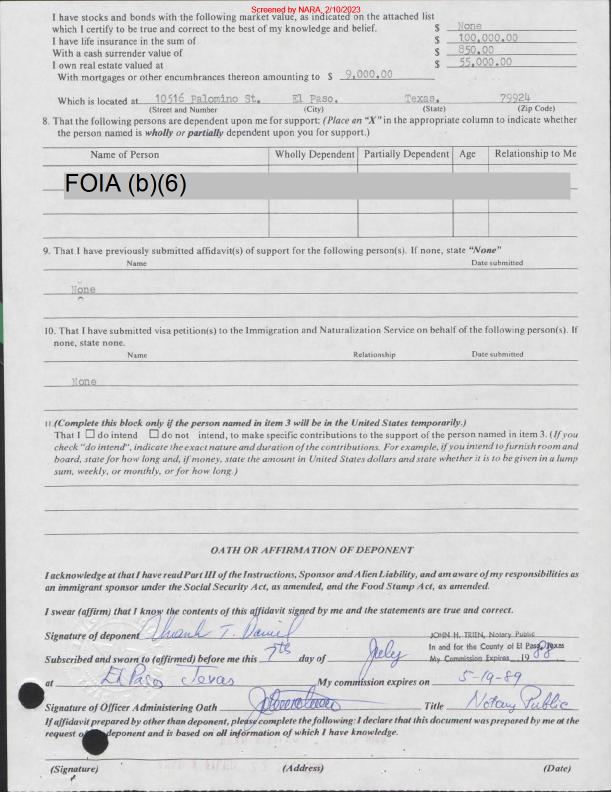 Screened by NARA, 2/10/2023
I have stocks and bonds with the following market value, as indicated on the attached list
which I certify to be true and correct to the best of my knowledge and belief. $ None
I have life insurance in the sum of $ 100,000.00
With a cash surrender value of $ 850.00
I own real estate valued at $ 55,000.00
With mortgages or other encumbrances thereon amounting to $ 9,000.00
Which is located at 10516 Palomino St. El Paso. Texas. 79924
(Street and Number) (City) (State) (Zip Code)
8. That the following persons are dependent upon me for support: (Place an "X" in the appropriate column to indicate whether
the person named is wholly or partially dependent upon you for support.)
Name of Person Wholly Dependent Partially Dependent Age Relationship to Me
FOIA (b)(6)
9. That I have previously submitted affidavit(s) of support for the following person(s). If none, state "None"
Name Date submitted
None
10. That I have submitted visa petition(s) to the Immigration and Naturalization Service on behalf of the following person(s). If
none, state none.
Name Relationship Date submitted
None
11.(Complete this block only if the person named in item 3 will be in the United States temporarily.)
That I ☐ do intend ☐ do not intend, to make specific contributions to the support of the person named in item 3. (If you
check "do intend", indicate the exact nature and duration of the contributions. For example, if you intend to furnish room and
board, state for how long and, if money, state the amount in United States dollars and state whether it is to be given in a lump
sum, weekly, or monthly, or for how long.)
OATH OR AFFIRMATION OF DEPONENT
I acknowledge at that I have read Part III of the Instructions, Sponsor and Alien Liability, and am aware of my responsibilities as
an immigrant sponsor under the Social Security Act, as amended, and the Food Stamp Act, as amended.
I swear (affirm) that I know the contents of this affidavit signed by me and the statements are true and correct.
Signature of deponent T. Daniel JOHN H. TRIEN, Notary Public
In and for the County of El Paso, Texas
Subscribed and sworn to (affirmed) before me this 7th day of July 1988
My Commission Expires
at El Paso Texas My commission expires on 5-19-89
Signature of Officer Administering Oath Title Notary Public
If affidavit prepared by other than deponent, please complete the following: I declare that this document was prepared by me at the
request of deponent and is based on all information of which I have knowledge.
(Signature) (Address) (Date)